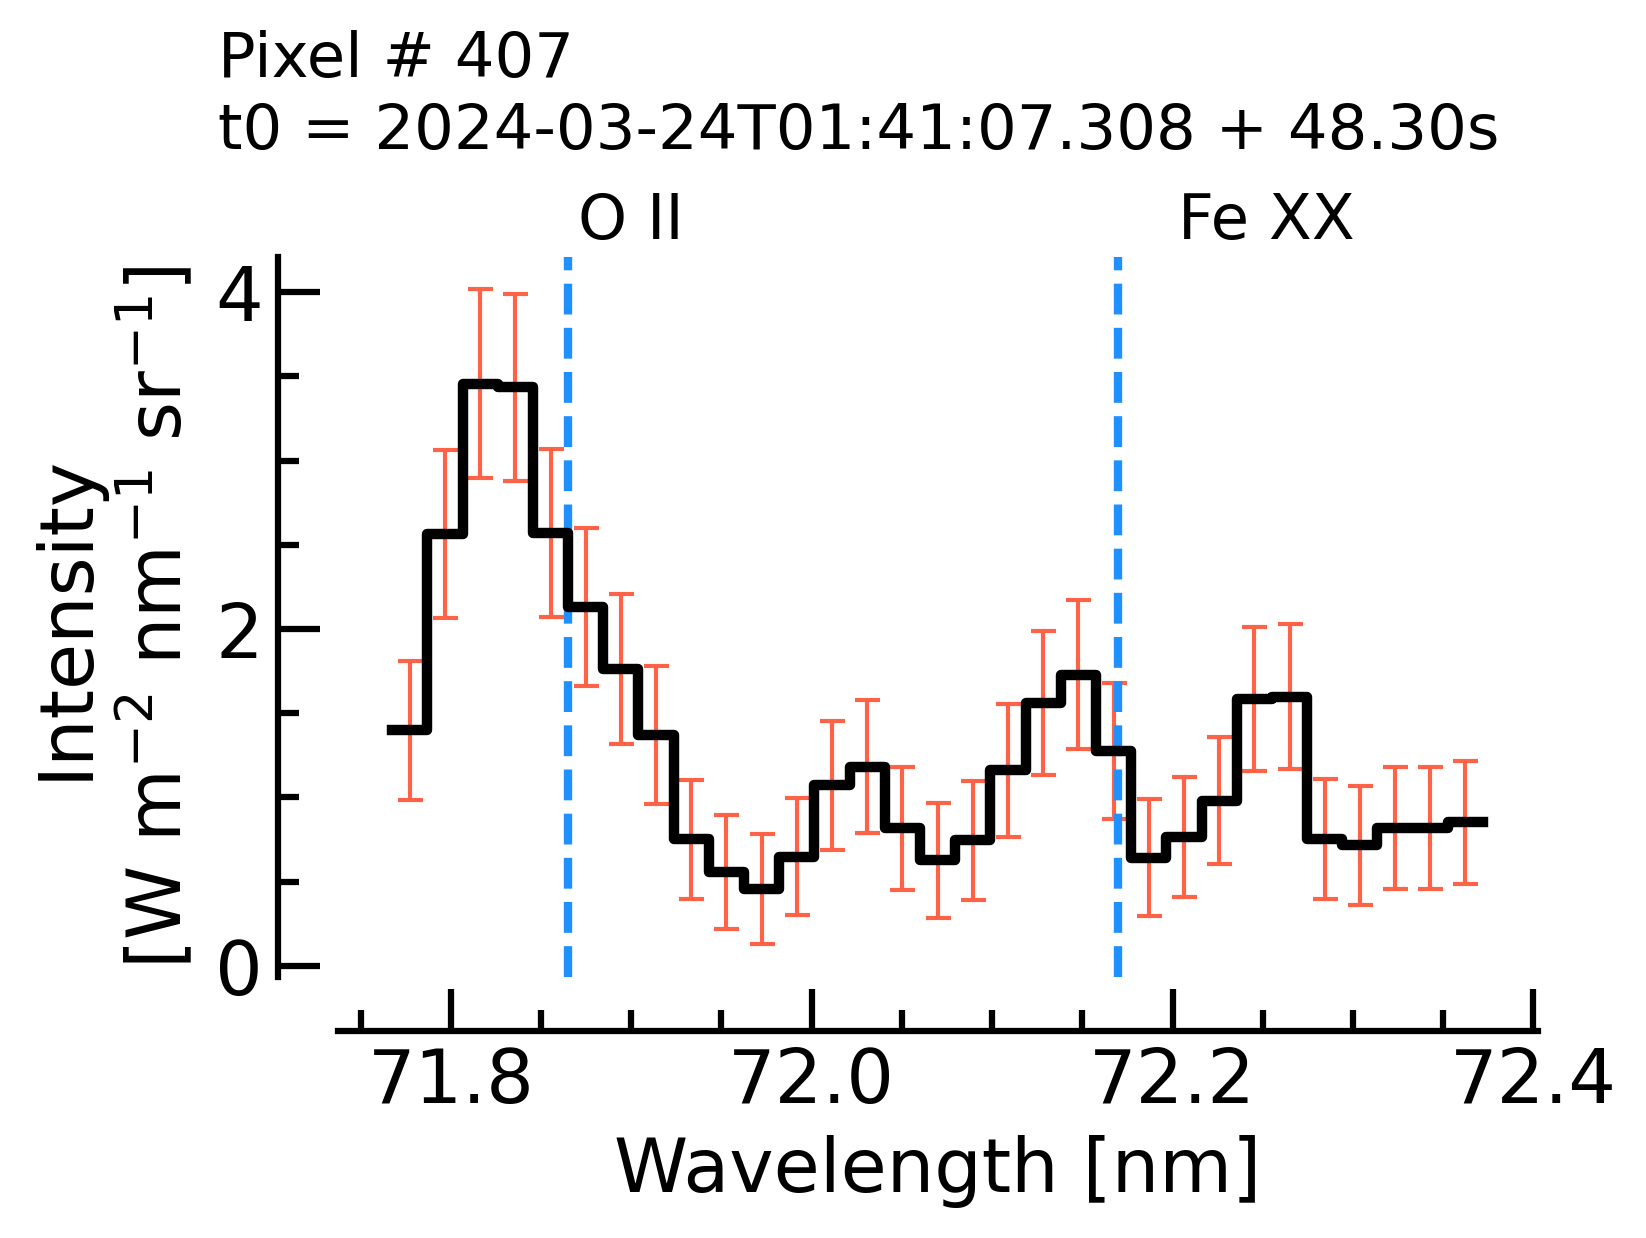 Pixel # 407
t0 = 2024-03-24T01:41:07.308 + 48.30s
O II
Fe XX
Intensity
[W m⁻² nm⁻¹ sr⁻¹]
4
2
0
71.8
72.0
72.2
72.4
Wavelength [nm]